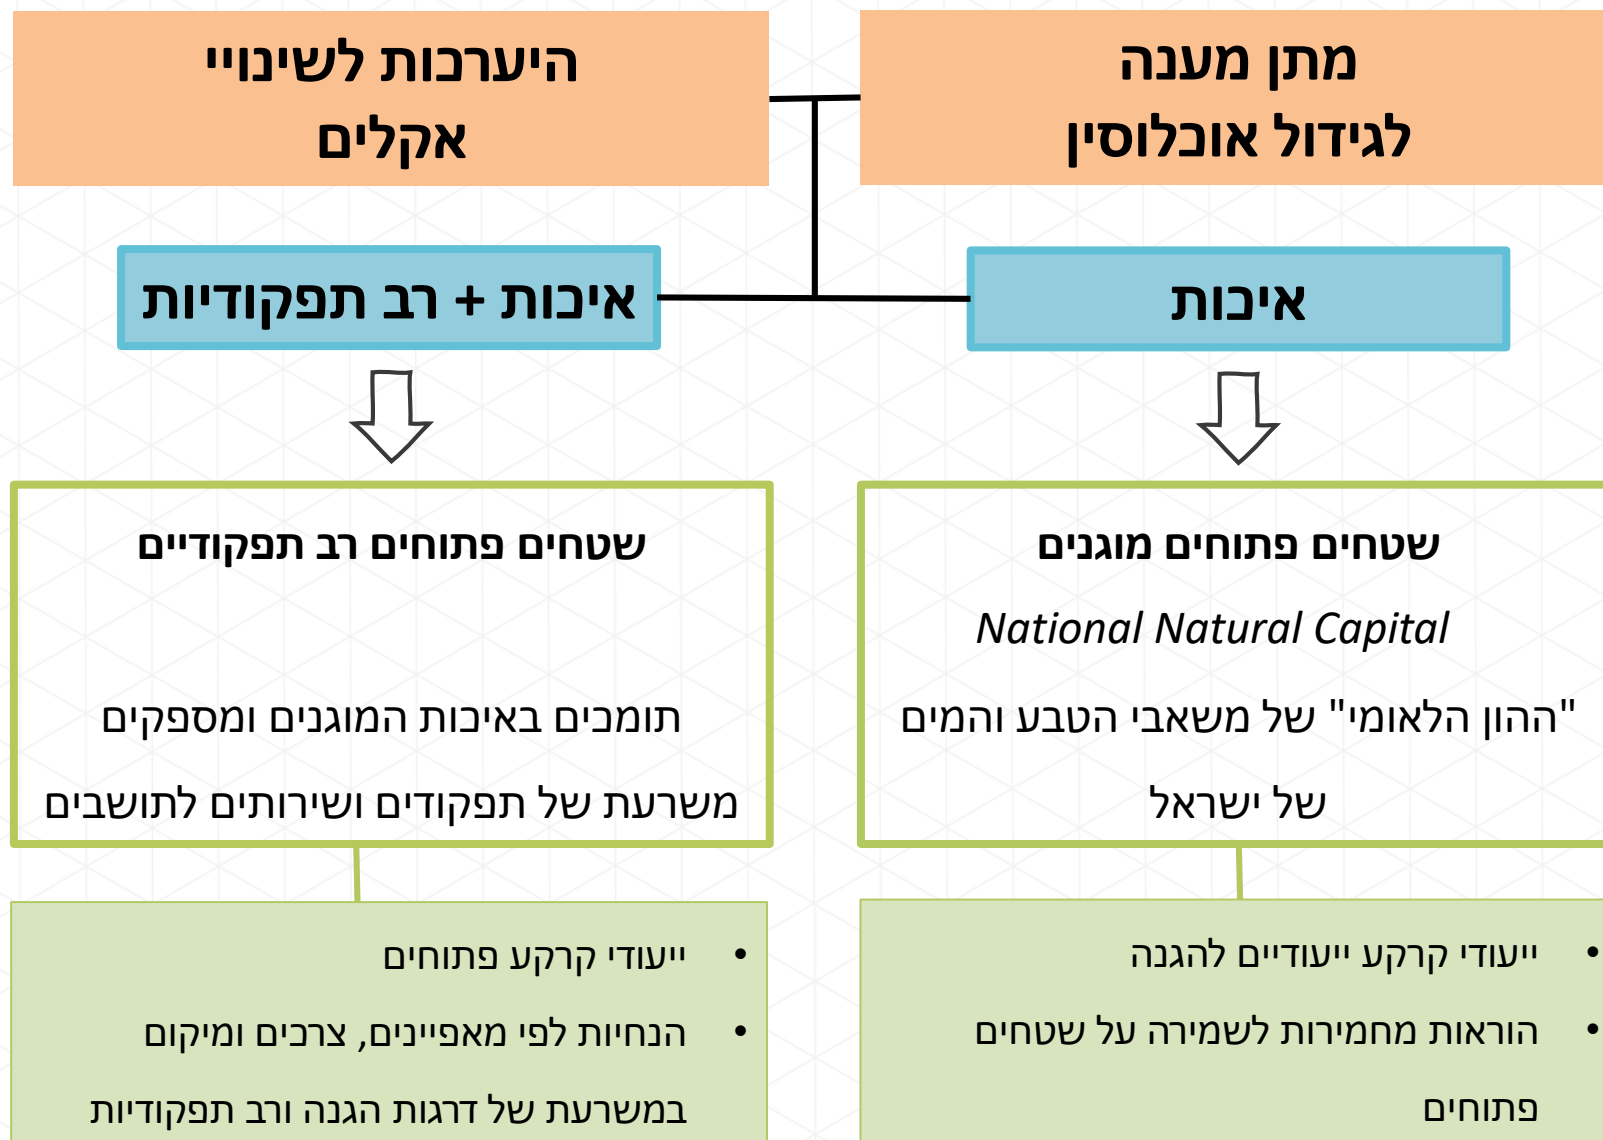 מתן מענה
לגידול אוכלוסין
היערכות לשינויי
אקלים
איכות
איכות + רב תפקודיות
שטחים פתוחים מוגנים
National Natural Capital
"ההון הלאומי" של משאבי הטבע והמים
של ישראל
שטחים פתוחים רב תפקודיים
תומכים באיכות המוגנים ומספקים
משרעת של תפקודים ושירותים לתושבים
• ייעודי קרקע ייעודיים להגנה
• הוראות מחמירות לשמירה על שטחים
פתוחים
• ייעודי קרקע פתוחים
• הנחיות לפי מאפיינים, צרכים ומיקום
במשרעת של דרגות הגנה ורב תפקודיות